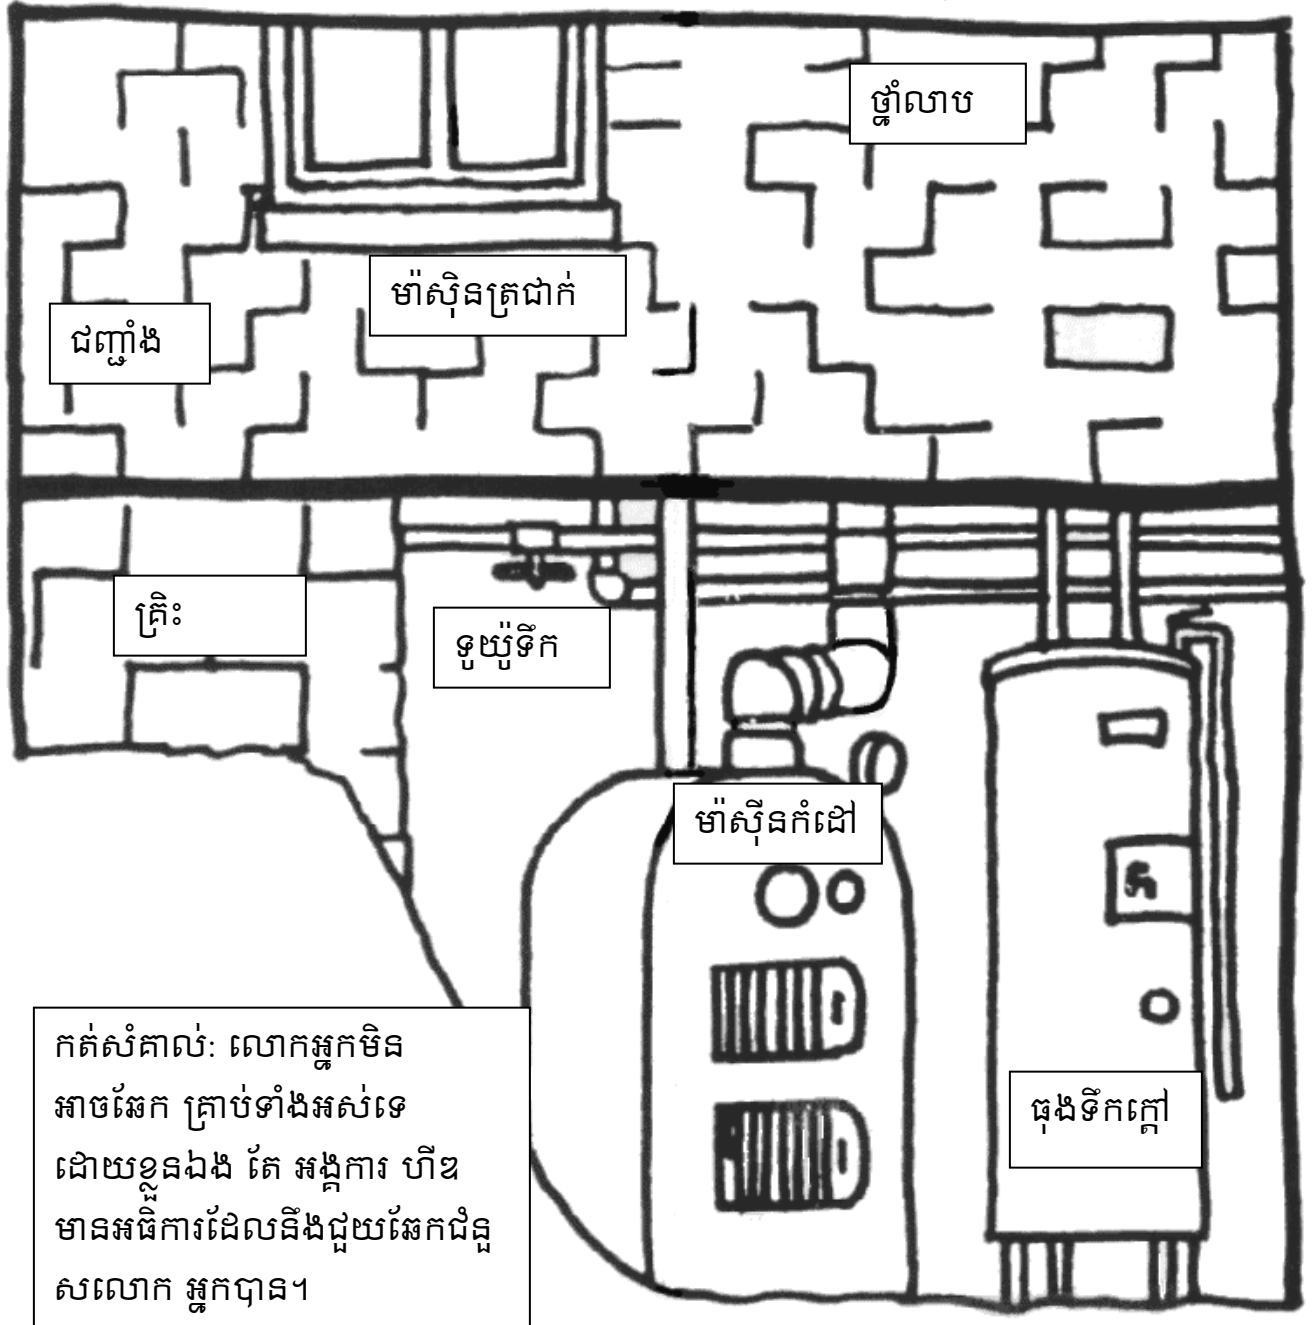 ថ្នាំលាប
ម៉ាស៊ិនត្រជាក់
ជញ្ជាំង
គ្រិះ
ទូយ៉ូទឹក
ម៉ាស៊ីនកំដៅ
ធុងទឹកក្តៅ
កត់សំគាល់: លោកអ្នកមិន
អាចឆែក គ្រាប់ទាំងអស់ទេ
ដោយខ្លួនឯង តែ អង្គការ ហីឌ
មានអធិការដែលនឹងជួយឆែកជំនួ
សលោក អ្នកបាន។